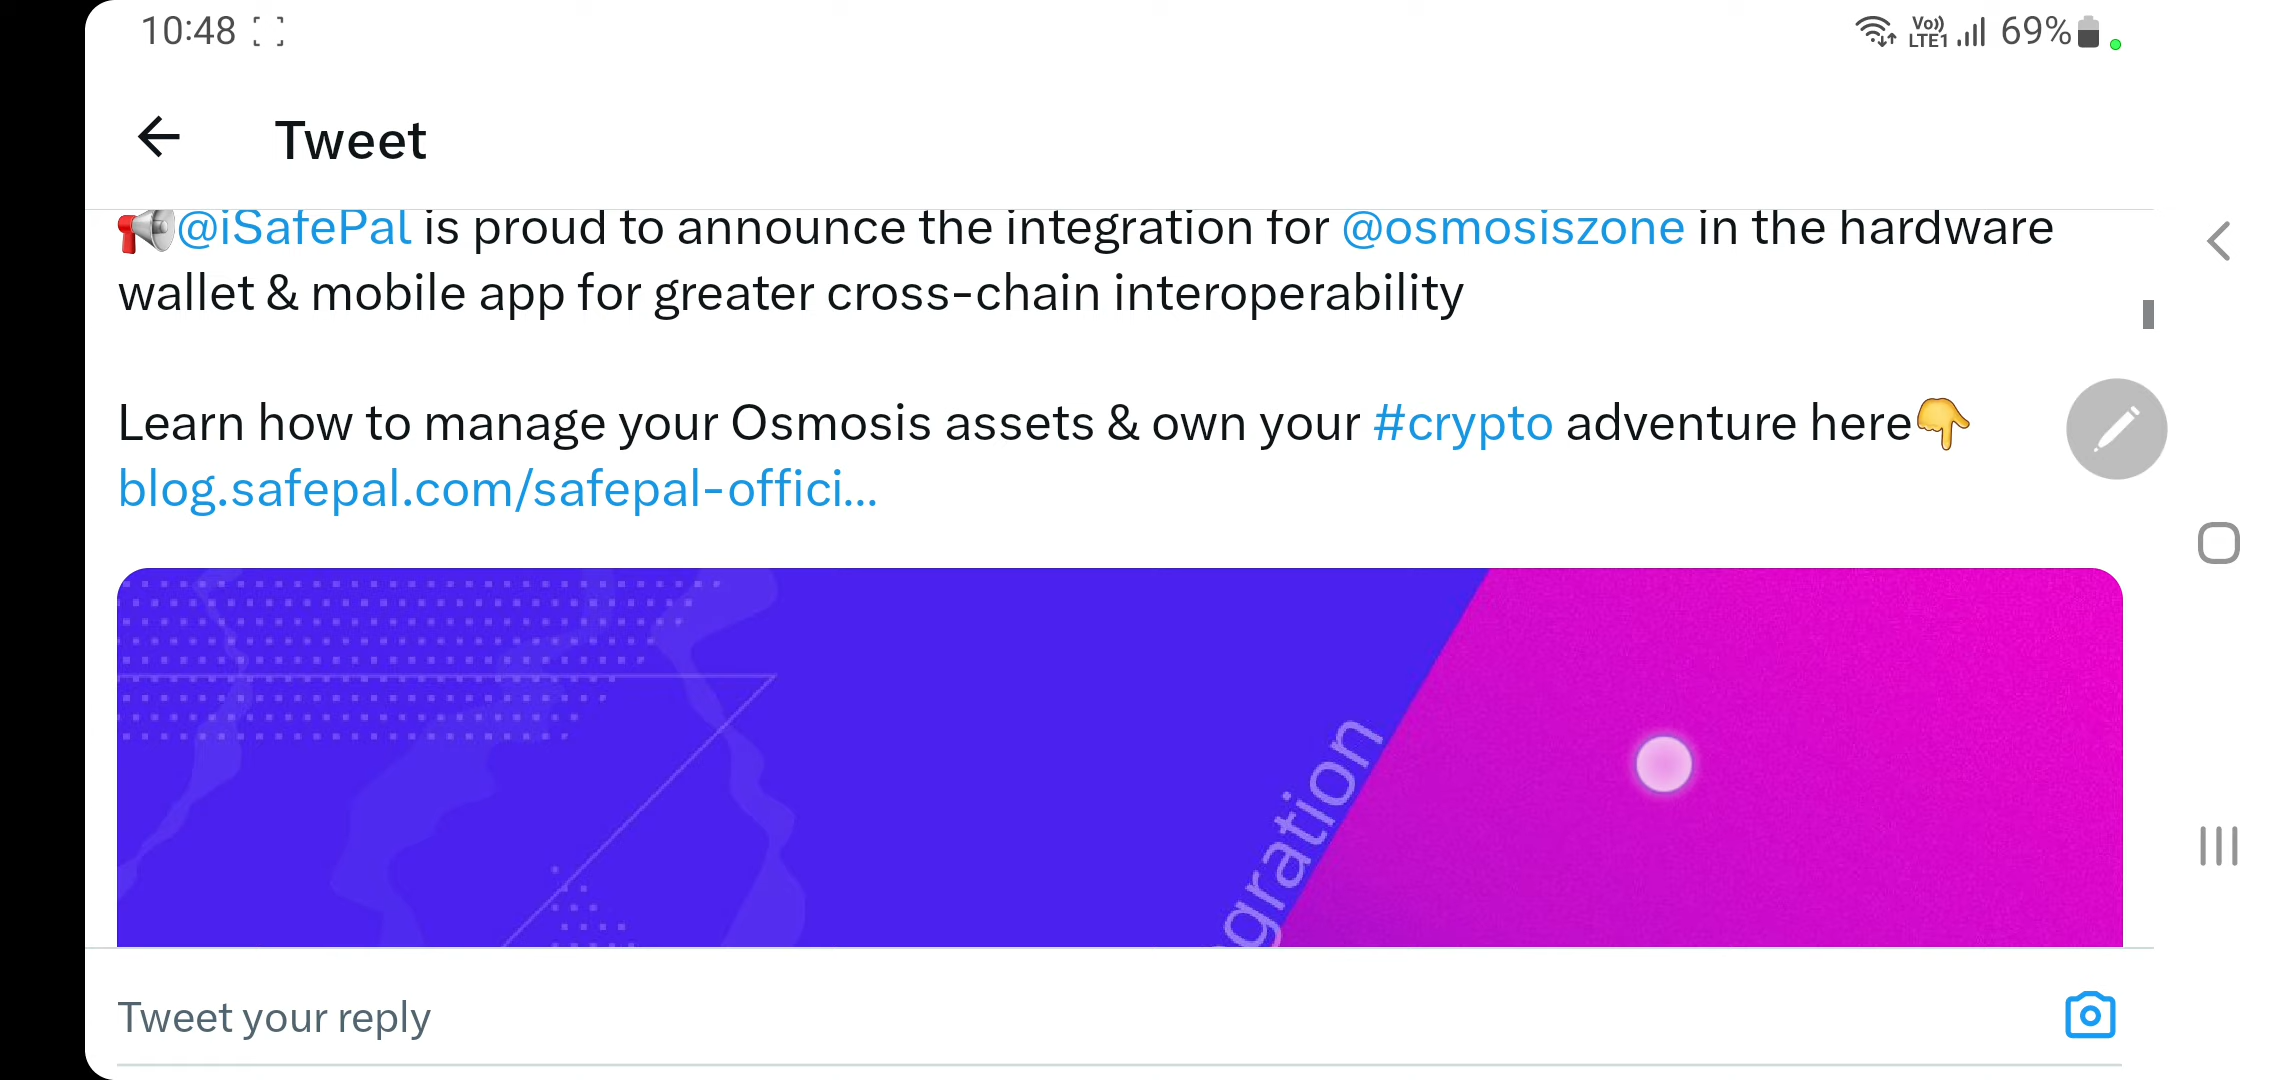 10:48
Vo)) LTE1 69%
Tweet
📢@iSafePal is proud to announce the integration for @osmosiszone in the hardware
wallet & mobile app for greater cross-chain interoperability
Learn how to manage your Osmosis assets & own your #crypto adventure here👇
blog.safepal.com/safepal-offici...
gration
Tweet your reply